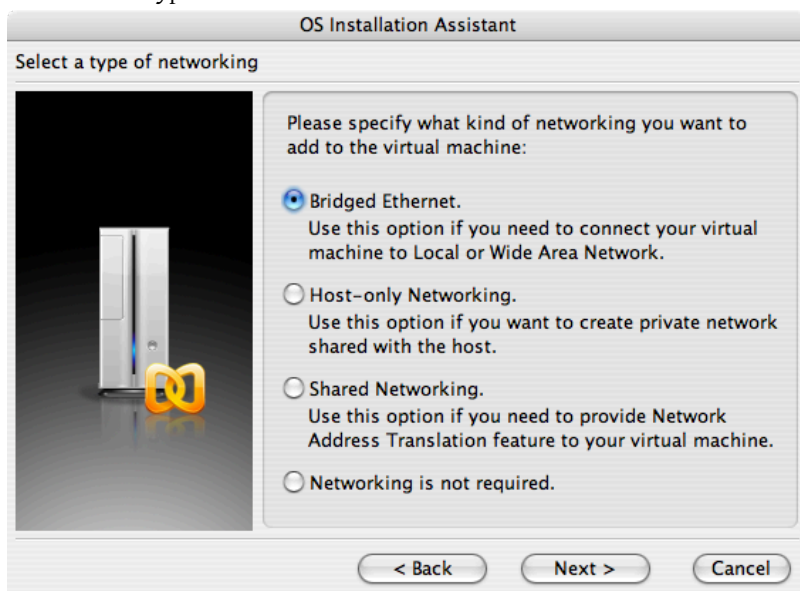 OS Installation Assistant
Select a type of networking
Please specify what kind of networking you want to
add to the virtual machine:
Bridged Ethernet.
Use this option if you need to connect your virtual
machine to Local or Wide Area Network.
Host-only Networking.
Use this option if you want to create private network
shared with the host.
Shared Networking.
Use this option if you need to provide Network
Address Translation feature to your virtual machine.
Networking is not required.
< Back Next > Cancel